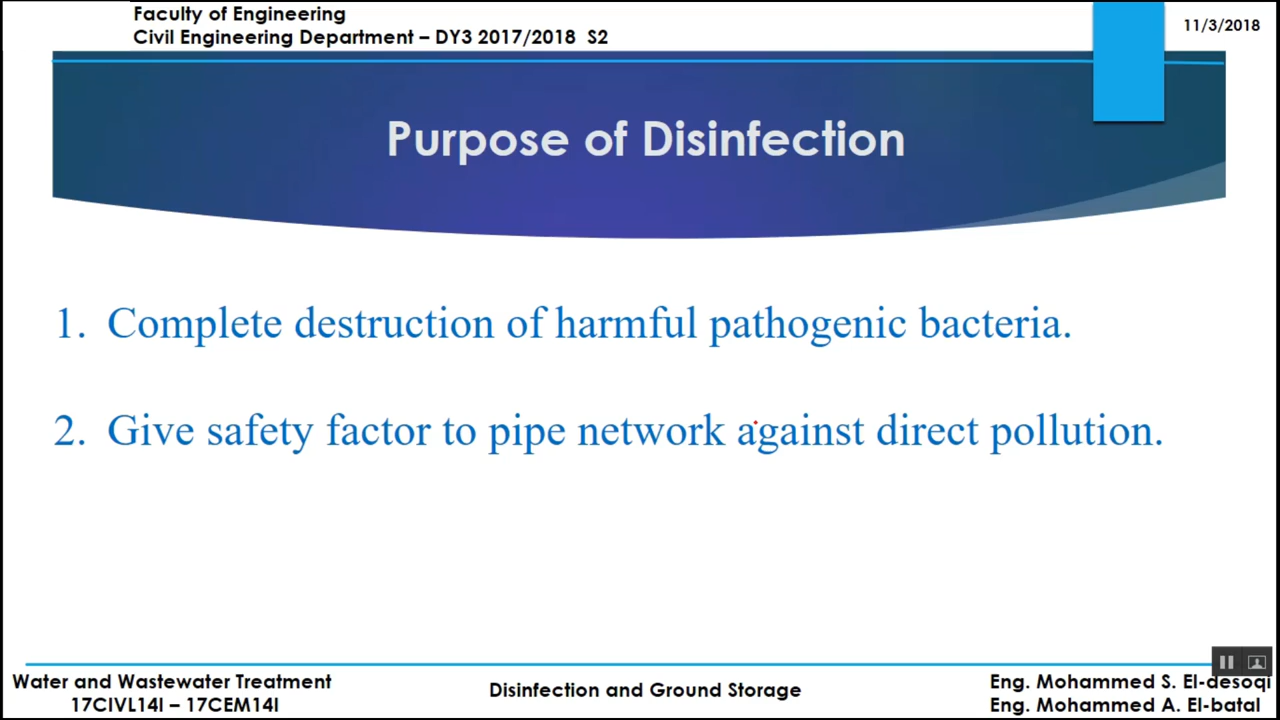 Faculty of Engineering
Civil Engineering Department – DY3 2017/2018 S2
11/3/2018
Purpose of Disinfection
1. Complete destruction of harmful pathogenic bacteria.
2. Give safety factor to pipe network against direct pollution.
Water and Wastewater Treatment
17CIVL14I – 17CEM14I
Disinfection and Ground Storage
Eng. Mohammed S. El-desoqi
Eng. Mohammed A. El-batal